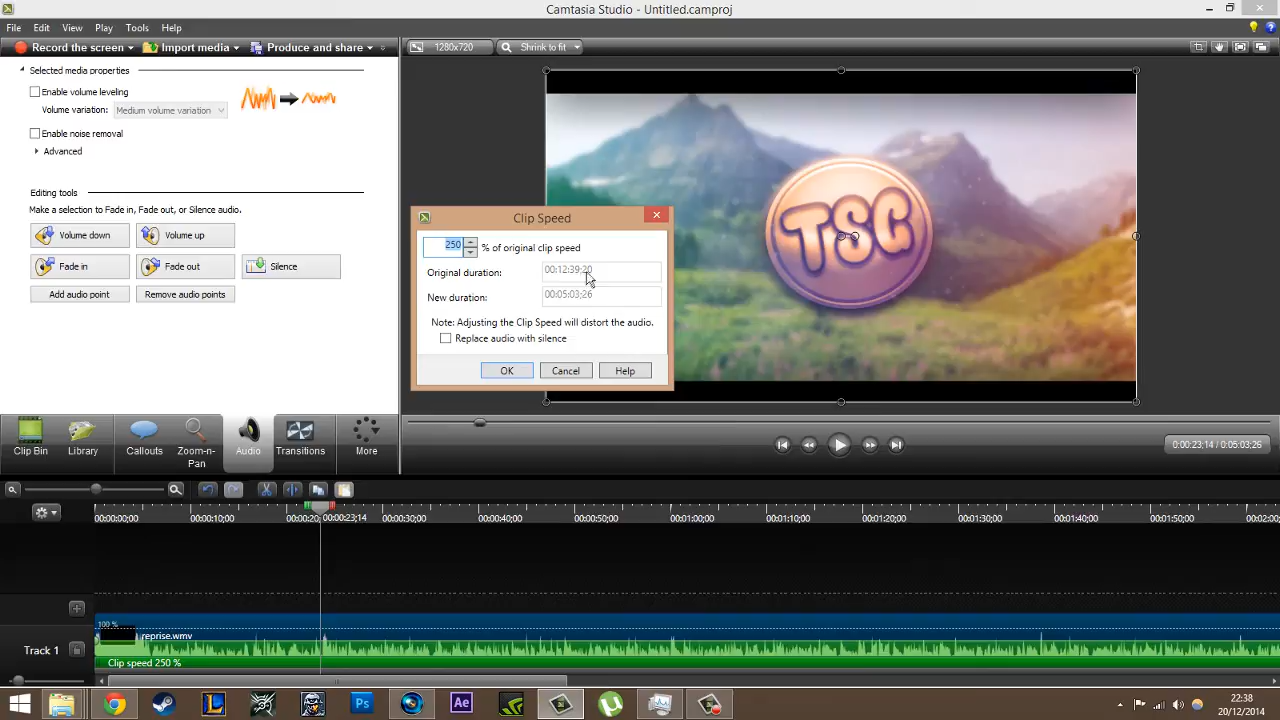 Camtasia Studio - Untitled.camproj
File Edit View Play Tools Help
Record the screen Import media Produce and share
1280x720 Shrink to fit
Selected media properties
Enable volume leveling
Volume variation: Medium volume variation
Enable noise removal
Advanced
Editing tools
Make a selection to Fade in, Fade out, or Silence audio.
Volume down Volume up
Fade in Fade out Silence
Add audio point Remove audio points
TSC
Clip Speed
250 % of original clip speed
Original duration: 00:12:39;20
New duration: 00:05:03;26
Note: Adjusting the Clip Speed will distort the audio.
Replace audio with silence
OK Cancel Help
Clip Bin Library Callouts Zoom-n-Pan Audio Transitions More
0:00:23;14 / 0:05:03;26
00:00:00;00 00:00:10;00 00:00:20; 00:00:23;14 00:00:30;00 00:00:40;00 00:00:50;00 00:01:00;00 00:01:10;00 00:01:20;00 00:01:30;00 00:01:40;00 00:01:50;00 00:02:00
100 %
reprise.wmv
Track 1
Clip speed 250 %
Ps Ae
22:38
20/12/2014